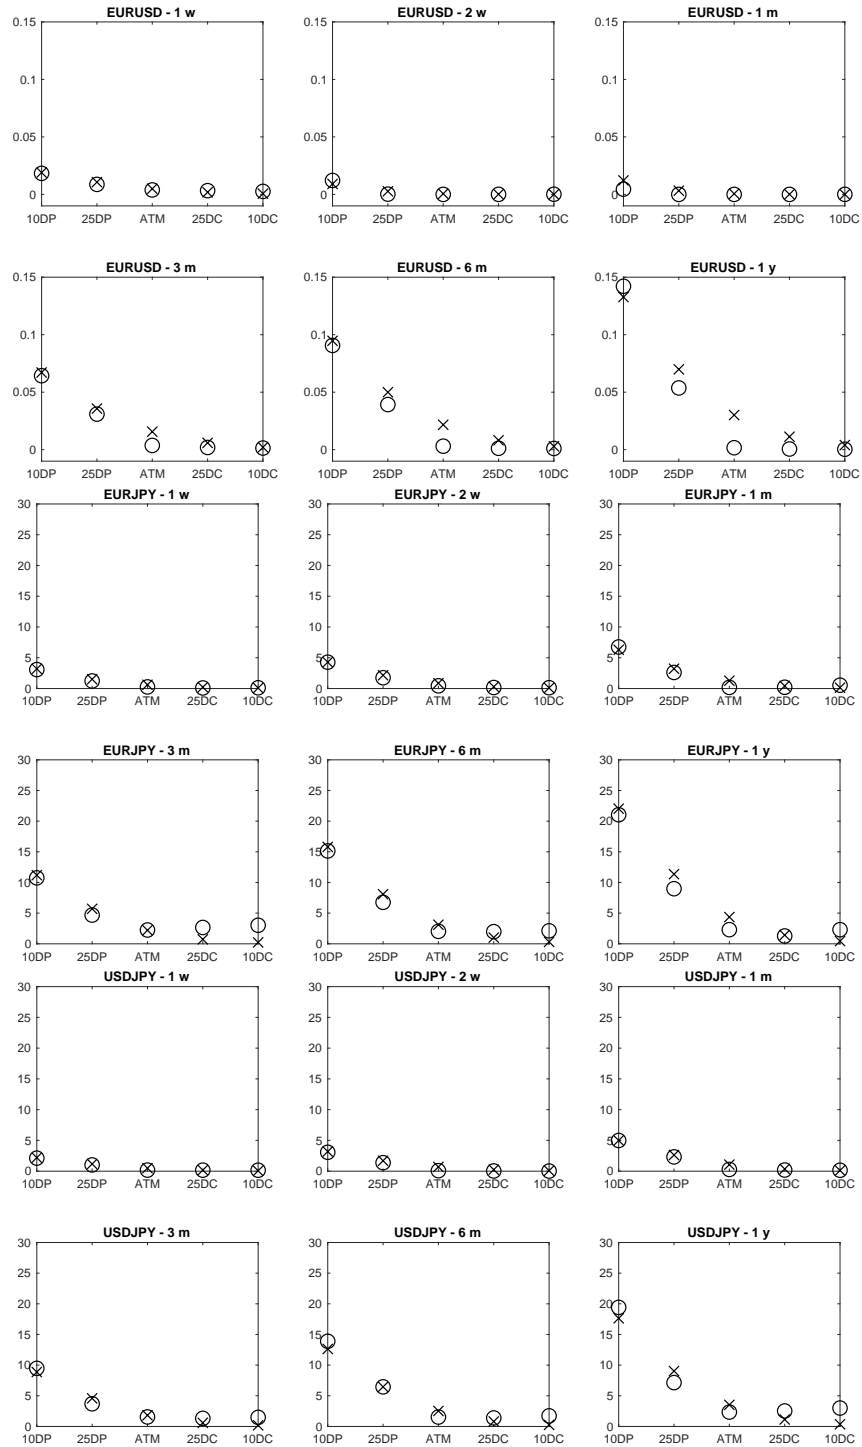 EURUSD - 1 w EURUSD - 2 w EURUSD - 1 m
0.15 0.15 0.15
0.1 0.1 0.1
0.05 0.05 0.05
0 0 0
10DP 25DP ATM 25DC 10DC 10DP 25DP ATM 25DC 10DC 10DP 25DP ATM 25DC 10DC
EURUSD - 3 m EURUSD - 6 m EURUSD - 1 y
0.15 0.15 0.15
0.1 0.1 0.1
0.05 0.05 0.05
0 0 0
10DP 25DP ATM 25DC 10DC 10DP 25DP ATM 25DC 10DC 10DP 25DP ATM 25DC 10DC
EURJPY - 1 w EURJPY - 2 w EURJPY - 1 m
30 30 30
25 25 25
20 20 20
15 15 15
10 10 10
5 5 5
0 0 0
10DP 25DP ATM 25DC 10DC 10DP 25DP ATM 25DC 10DC 10DP 25DP ATM 25DC 10DC
EURJPY - 3 m EURJPY - 6 m EURJPY - 1 y
30 30 30
25 25 25
20 20 20
15 15 15
10 10 10
5 5 5
0 0 0
10DP 25DP ATM 25DC 10DC 10DP 25DP ATM 25DC 10DC 10DP 25DP ATM 25DC 10DC
USDJPY - 1 w USDJPY - 2 w USDJPY - 1 m
30 30 30
25 25 25
20 20 20
15 15 15
10 10 10
5 5 5
0 0 0
10DP 25DP ATM 25DC 10DC 10DP 25DP ATM 25DC 10DC 10DP 25DP ATM 25DC 10DC
USDJPY - 3 m USDJPY - 6 m USDJPY - 1 y
30 30 30
25 25 25
20 20 20
15 15 15
10 10 10
5 5 5
0 0 0
10DP 25DP ATM 25DC 10DC 10DP 25DP ATM 25DC 10DC 10DP 25DP ATM 25DC 10DC